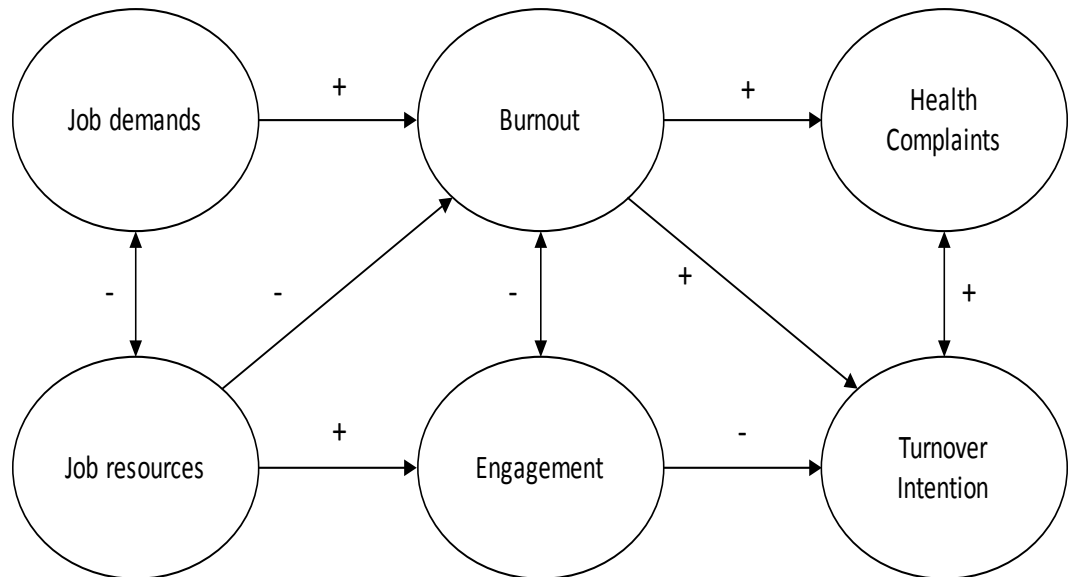 +
+
Job demands
Burnout
Health
Complaints
-
-
-
+
+
+
-
Job resources
Engagement
Turnover
Intention